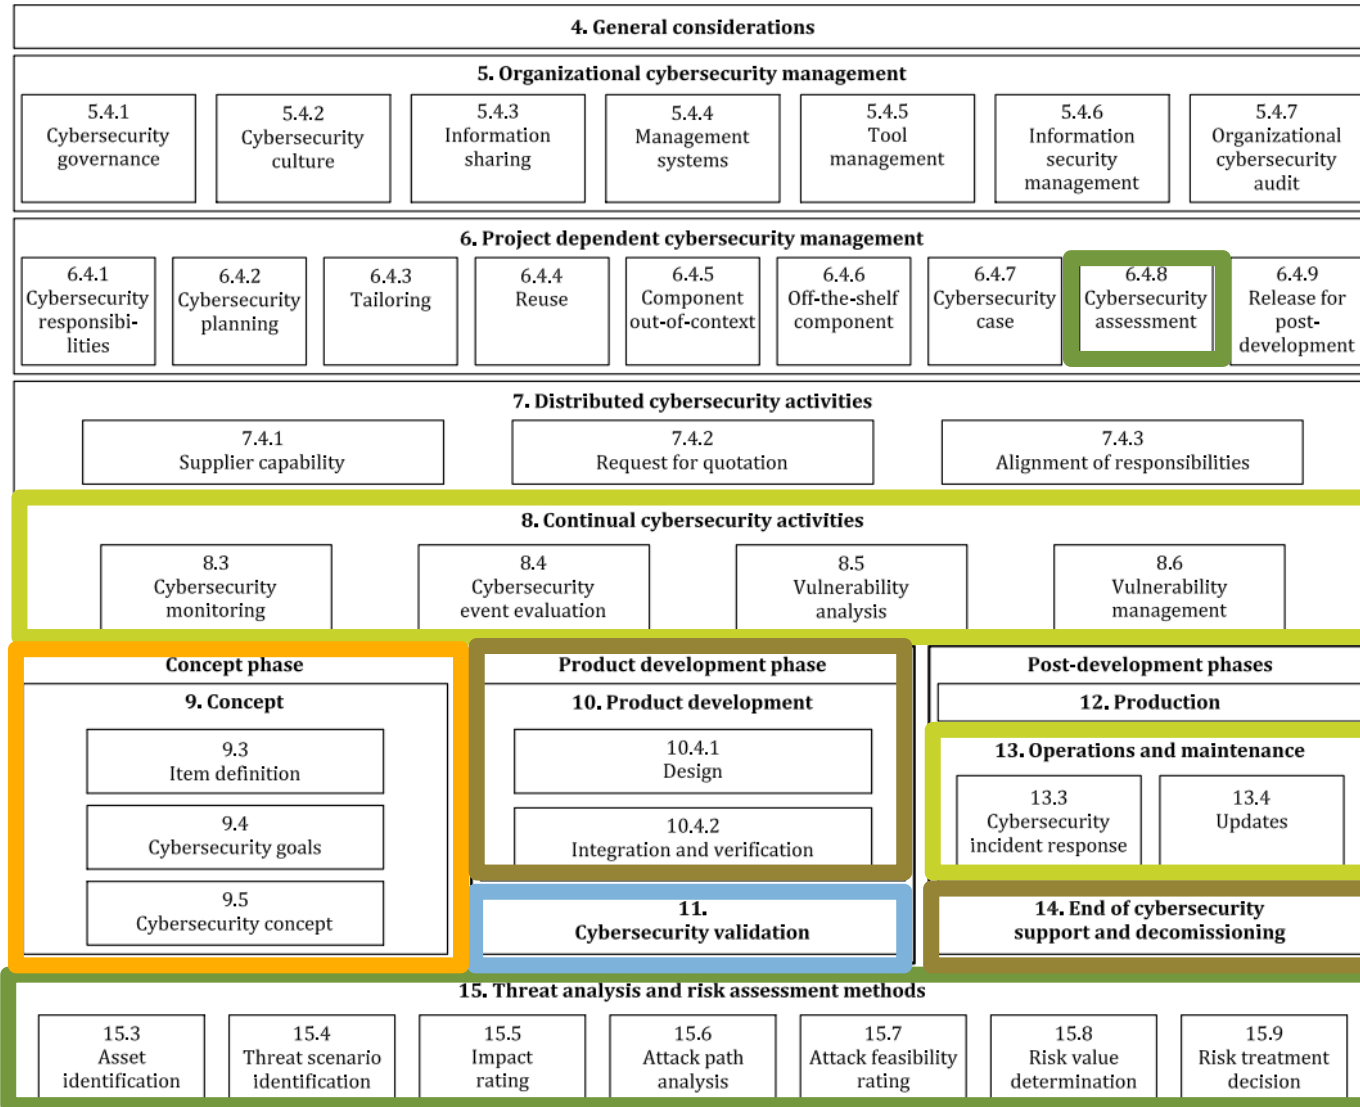 4. General considerations
5. Organizational cybersecurity management
5.4.1
Cybersecurity
governance
5.4.2
Cybersecurity
culture
5.4.3
Information
sharing
5.4.4
Management
systems
5.4.5
Tool
management
5.4.6
Information
security
management
5.4.7
Organizational
cybersecurity
audit
6. Project dependent cybersecurity management
6.4.1
Cybersecurity
responsibi-
lities
6.4.2
Cybersecurity
planning
6.4.3
Tailoring
6.4.4
Reuse
6.4.5
Component
out-of-context
6.4.6
Off-the-shelf
component
6.4.7
Cybersecurity
case
6.4.8
Cybersecurity
assessment
6.4.9
Release for
post-
development
7. Distributed cybersecurity activities
7.4.1
Supplier capability
7.4.2
Request for quotation
7.4.3
Alignment of responsibilities
8. Continual cybersecurity activities
8.3
Cybersecurity
monitoring
8.4
Cybersecurity
event evaluation
8.5
Vulnerability
analysis
8.6
Vulnerability
management
Concept phase
9. Concept
9.3
Item definition
9.4
Cybersecurity goals
9.5
Cybersecurity concept
Product development phase
10. Product development
10.4.1
Design
10.4.2
Integration and verification
11.
Cybersecurity validation
Post-development phases
12. Production
13. Operations and maintenance
13.3
Cybersecurity
incident response
13.4
Updates
14. End of cybersecurity
support and decomissioning
15. Threat analysis and risk assessment methods
15.3
Asset
identification
15.4
Threat scenario
identification
15.5
Impact
rating
15.6
Attack path
analysis
15.7
Attack feasibility
rating
15.8
Risk value
determination
15.9
Risk treatment
decision